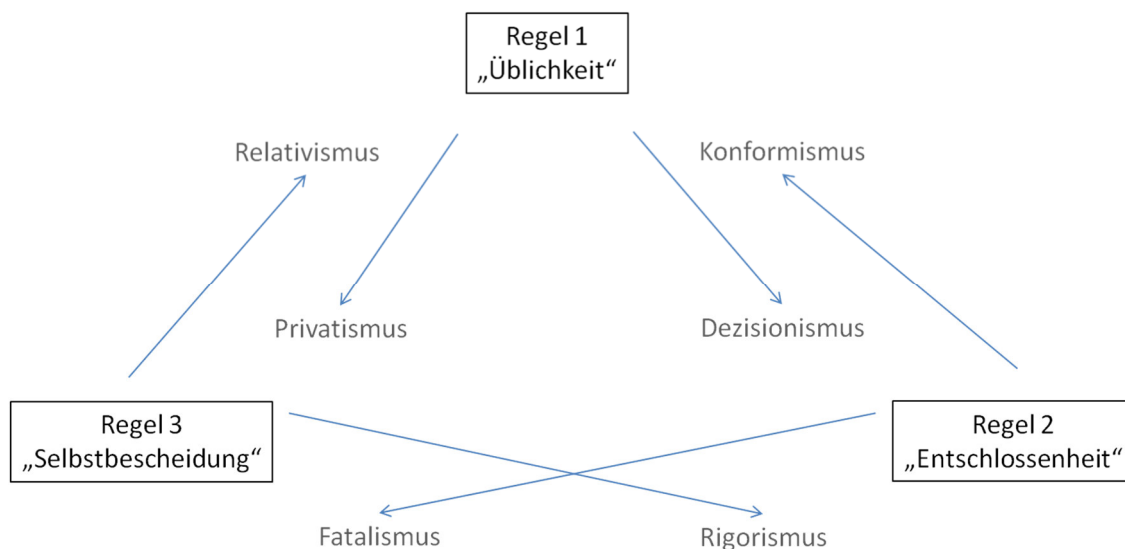 Regel 1
„Üblichkeit“
Relativismus
Konformismus
Privatismus
Dezisionismus
Regel 3
„Selbstbescheidung“
Regel 2
„Entschlossenheit“
Fatalismus
Rigorismus